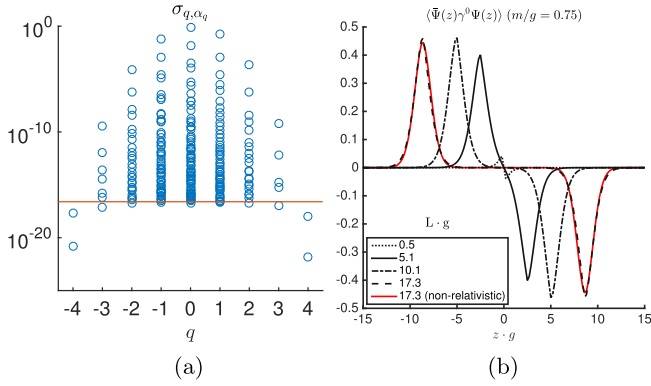 σ_{q,α_q}
10^0
10^{-10}
10^{-20}
-4 -3 -2 -1 0 1 2 3 4
q
(a)
⟨Ψ̄(z)γ^0Ψ(z)⟩ (m/g = 0.75)
0.5
0.4
0.3
0.2
0.1
0
-0.1
-0.2
-0.3
-0.4
-0.5
L · g
0.5
5.1
10.1
17.3
17.3 (non-relativistic)
-15 -10 -5 0 5 10 15
z · g
(b)